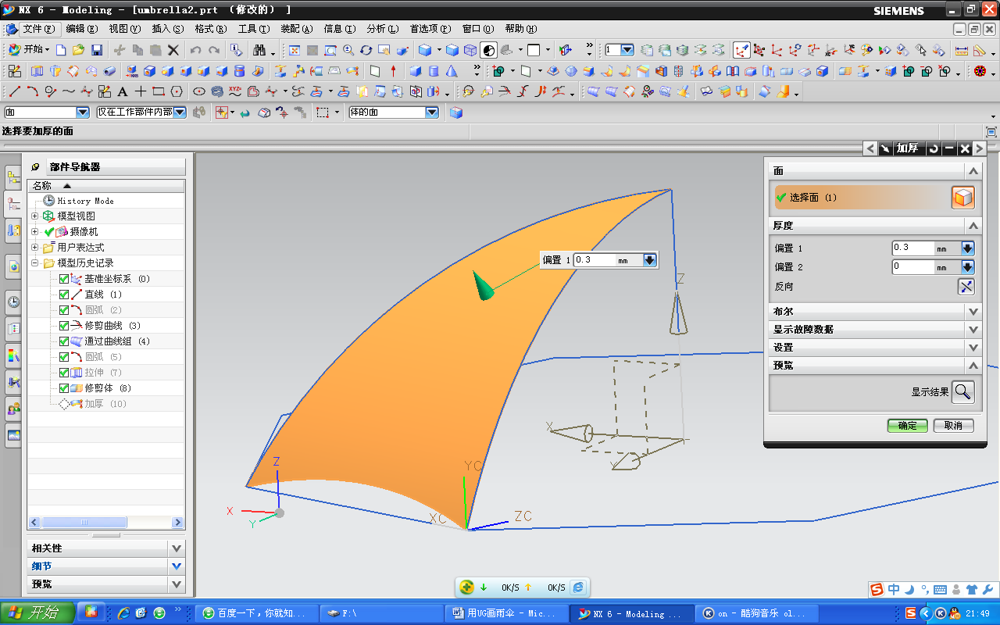 NX 6 - Modeling - [umbrella2.prt （修改的） ]
SIEMENS
文件(F) 编辑(E) 视图(V) 插入(S) 格式(R) 工具(T) 装配(A) 信息(I) 分析(L) 首选项(P) 窗口(O) 帮助(H)
开始 1
面 仅在工作部件内部 体的面
选择要加厚的面
部件导航器
名称
History Mode
模型视图
摄像机
用户表达式
模型历史记录
基准坐标系 (0)
直线 (1)
圆弧 (2)
修剪曲线 (3)
通过曲线组 (4)
圆弧 (5)
拉伸 (7)
修剪体 (8)
加厚 (10)
相关性
细节
预览
偏置 1 0.3 mm
Z
X
Y
Z
X
Y
YC
XC
ZC
加厚
面
选择面 (1)
厚度
偏置 1 0.3 mm
偏置 2 0 mm
反向
布尔
显示故障数据
设置
预览
显示结果
确定 取消
0K/S 0K/S
中
开始 百度一下，你就知... F:\ 用UG画雨伞 - Mic... NX 6 - Modeling ... on - 酷狗音乐 ol... 21:49